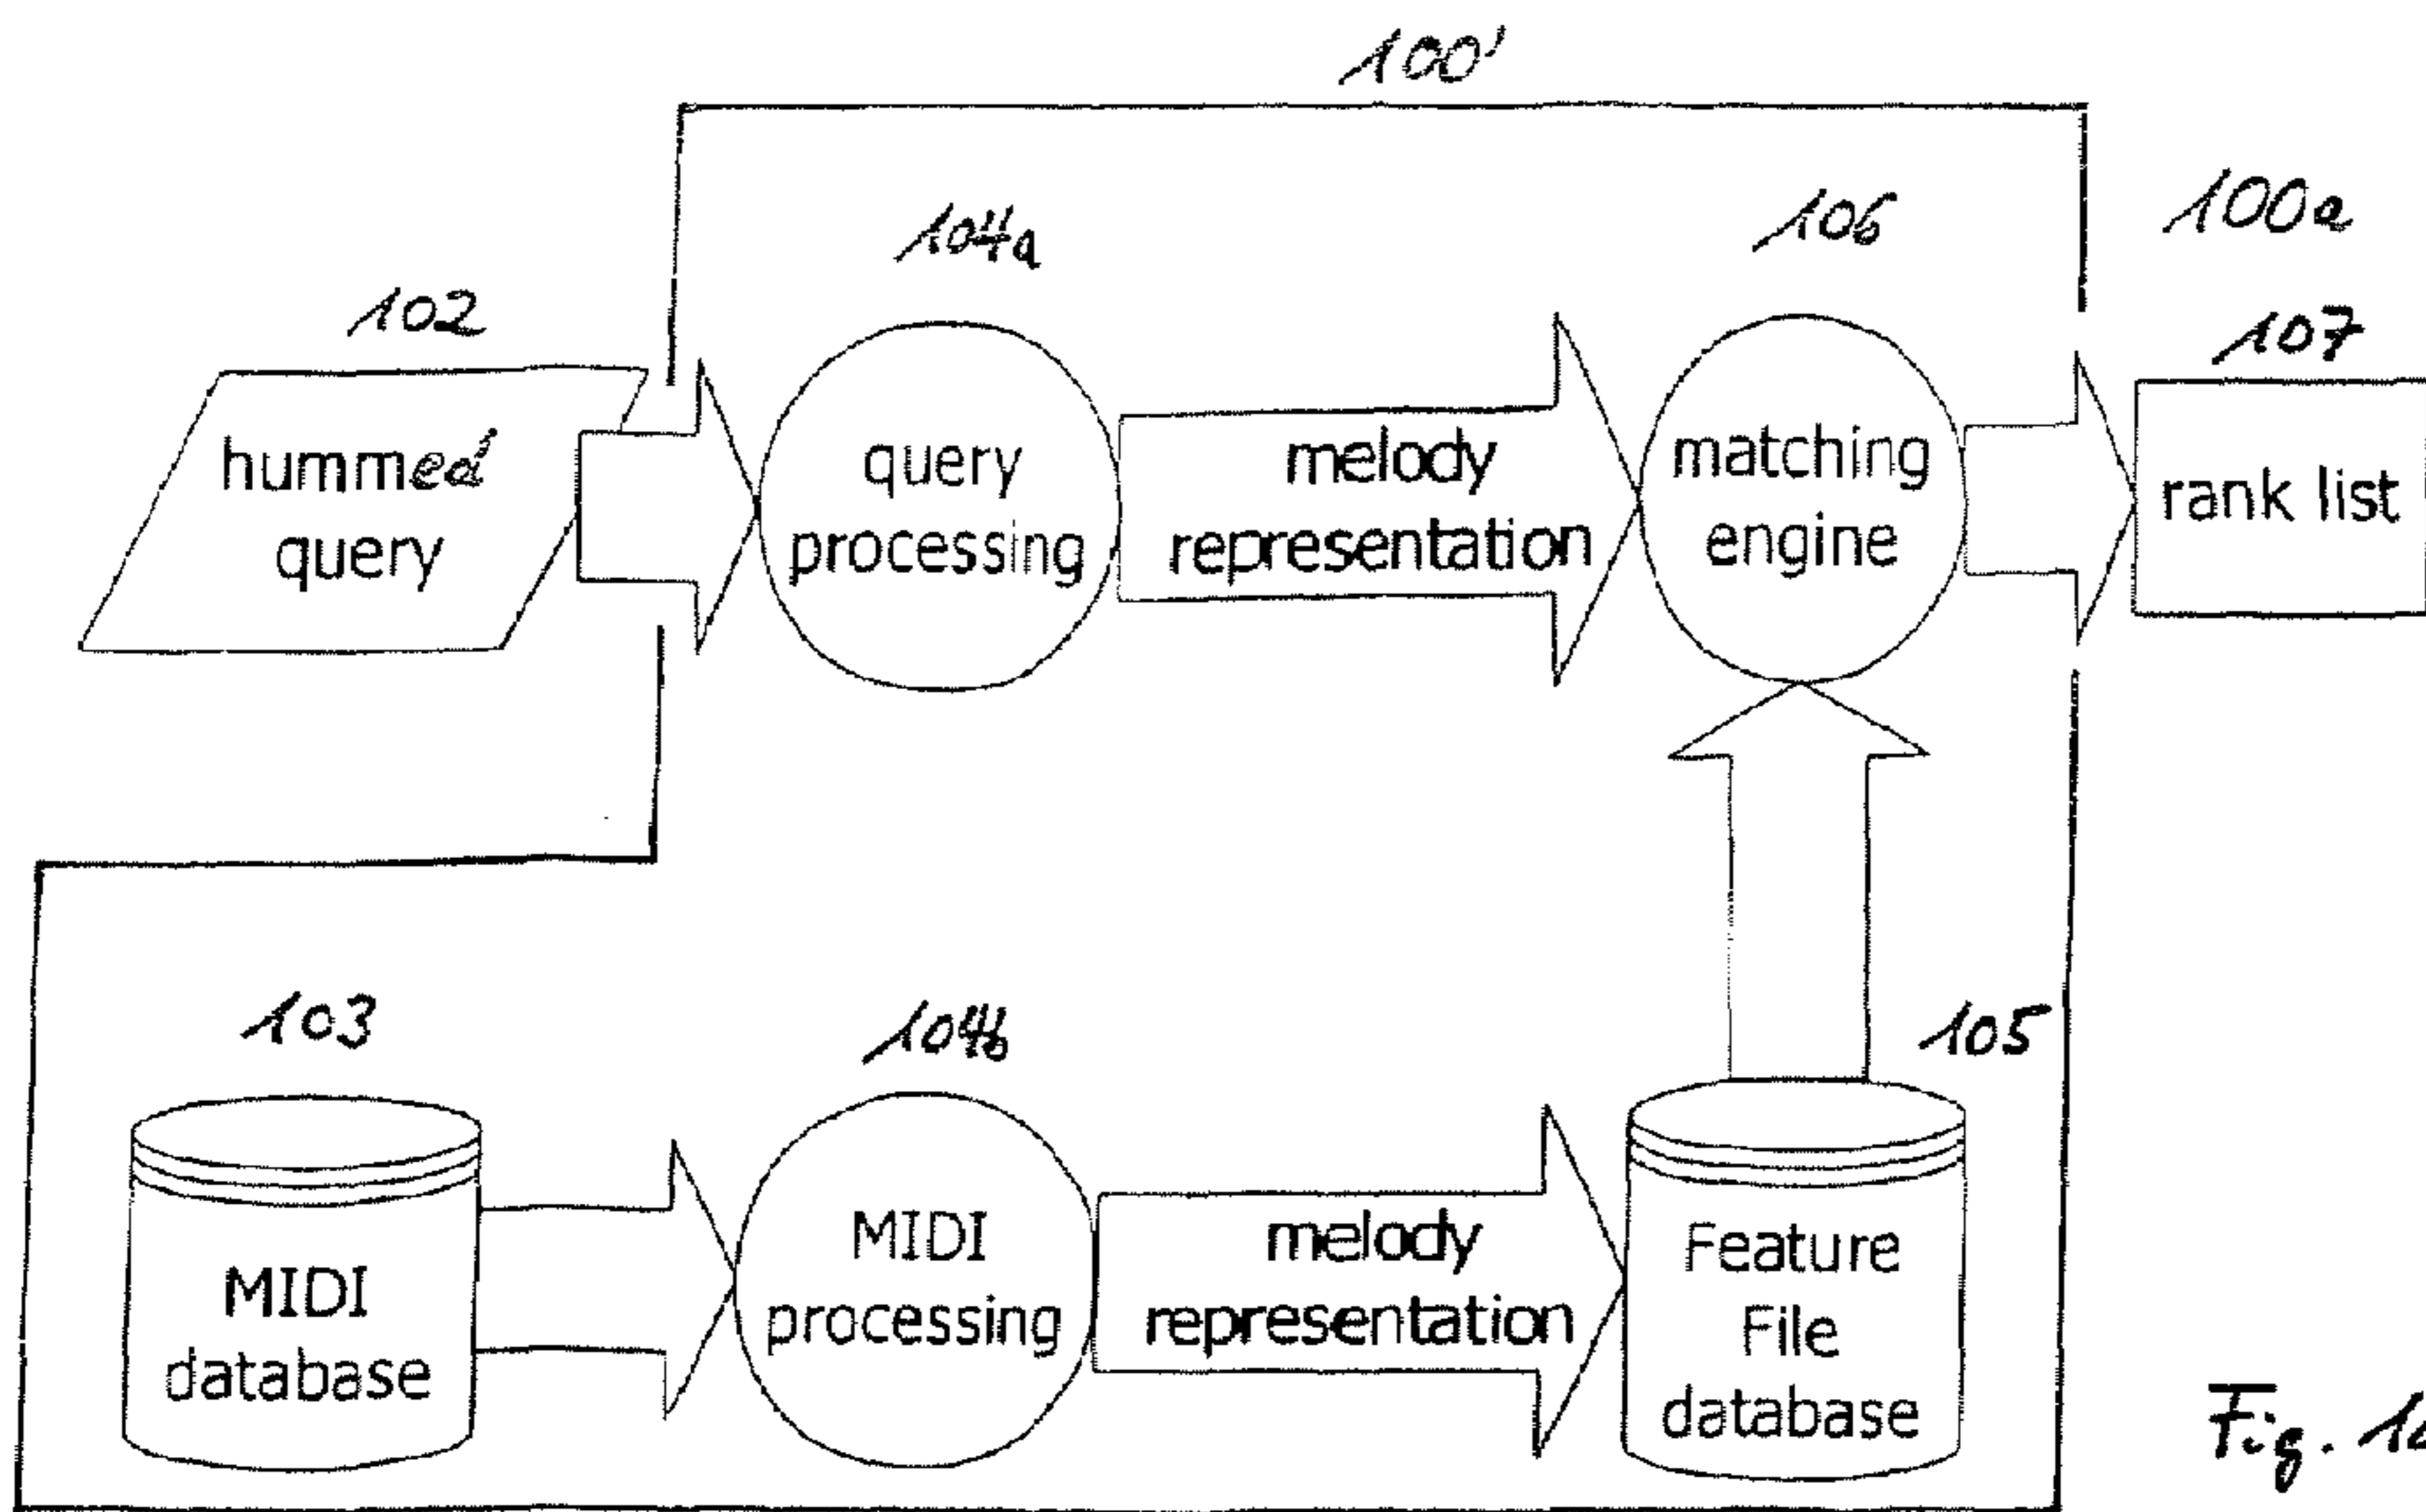 100'
104a
106
100a
102
107
hummed
query
query
processing
melody
representation
matching
engine
rank list
103
104b
105
MIDI
database
MIDI
processing
melody
representation
Feature
File
database
Fig.